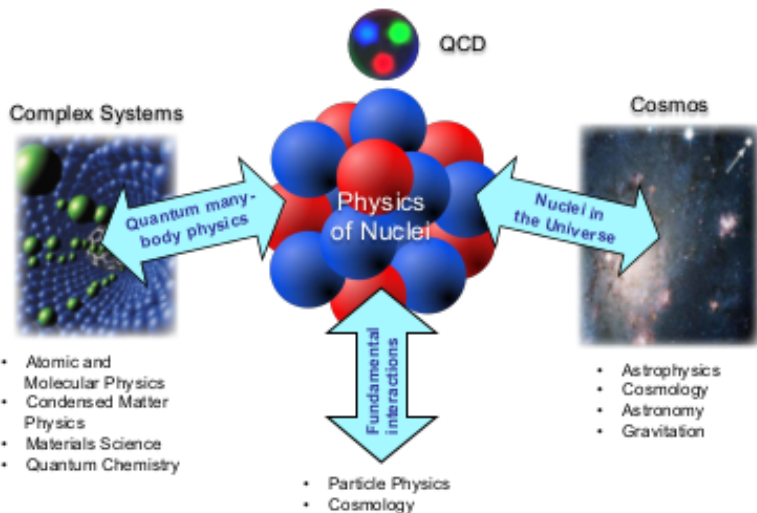 QCD
Complex Systems
Cosmos
Quantum many-
body physics
Physics
of Nuclei
Nuclei in
the Universe
Fundamental
interactions
• Atomic and
Molecular Physics
• Condensed Matter
Physics
• Materials Science
• Quantum Chemistry
• Astrophysics
• Cosmology
• Astronomy
• Gravitation
• Particle Physics
• Cosmology